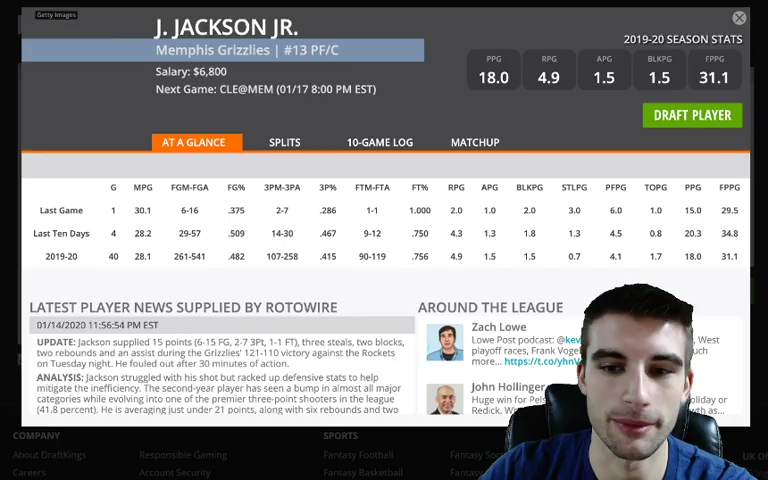 Getty Images
J. JACKSON JR.
Memphis Grizzlies | #13 PF/C
Salary: $6,800
Next Game: CLE@MEM (01/17 8:00 PM EST)
2019-20 SEASON STATS
PPG RPG APG BLKPG FPPG
18.0 4.9 1.5 1.5 31.1
DRAFT PLAYER
AT A GLANCE SPLITS 10-GAME LOG MATCHUP
G MPG FGM-FGA FG% 3PM-3PA 3P% FTM-FTA FT% RPG APG BLKPG STLPG PFPG TOPG PPG FPPG
Last Game 1 30.1 6-16 .375 2-7 .286 1-1 1.000 2.0 1.0 2.0 3.0 6.0 1.0 15.0 29.5
Last Ten Days 4 28.2 29-57 .509 14-30 .467 9-12 .750 4.3 1.3 1.8 1.3 4.5 0.8 20.3 34.8
2019-20 40 28.1 261-541 .482 107-258 .415 90-119 .756 4.9 1.5 1.5 0.7 4.1 1.7 18.0 31.1
LATEST PLAYER NEWS SUPPLIED BY ROTOWIRE
01/14/2020 11:56:54 PM EST
UPDATE: Jackson supplied 15 points (6-15 FG, 2-7 3Pt, 1-1 FT), three steals, two blocks,
two rebounds and an assist during the Grizzlies' 121-110 victory against the Rockets
on Tuesday night. He fouled out after 30 minutes of action.
ANALYSIS: Jackson struggled with his shot but racked up defensive stats to help
mitigate the inefficiency. The second-year player has seen a bump in almost all major
categories while evolving into one of the premier three-point shooters in the league
(41.8 percent). He is averaging just under 21 points, along with six rebounds and two
AROUND THE LEAGUE
Zach Lowe
Lowe Post podcast: @kev West
playoff races, Frank Vogel much
more... https://t.co/yhn
John Hollinger
Huge win for Pels holiday or
Redick. W th as...
COMPANY SPORTS
About DraftKings Responsible Gaming Fantasy Football Fantasy So UK O
Careers Account Security Fantasy Basketball Fantasy